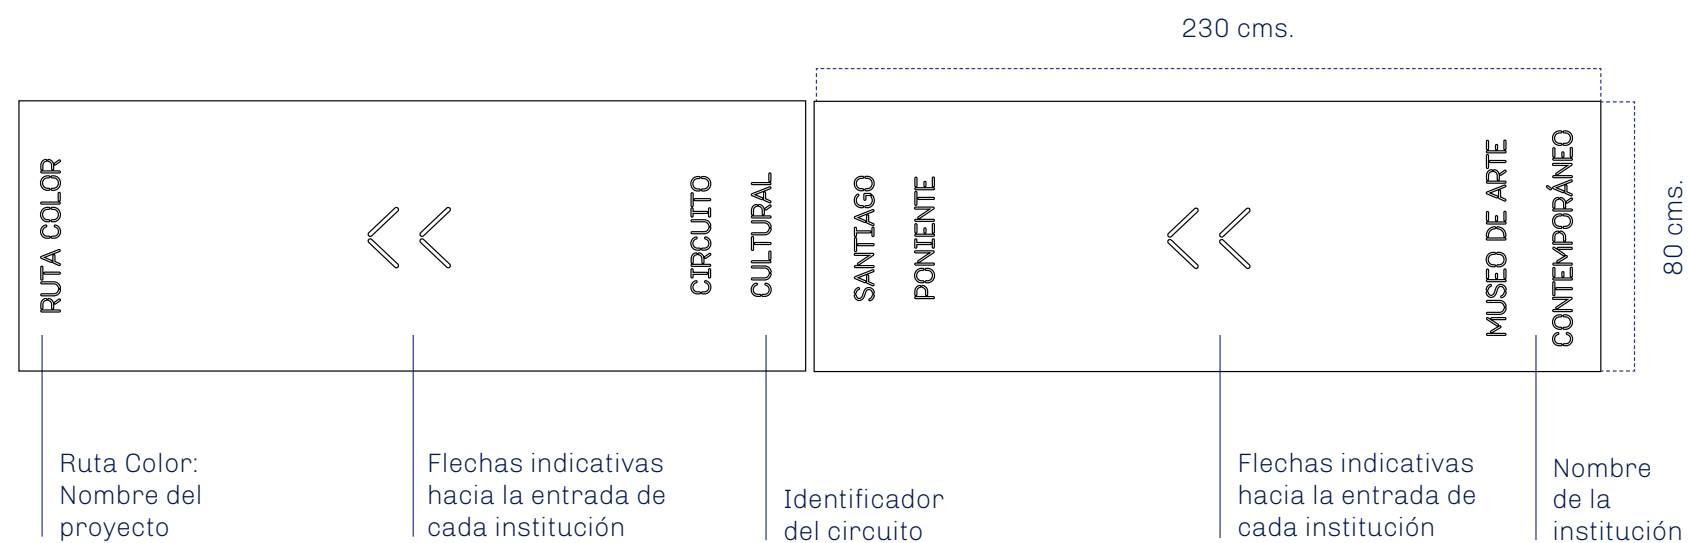 230 cms.
RUTA COLOR
CIRCUITO
CULTURAL
SANTIAGO
PONIENTE
MUSEO DE ARTE
CONTEMPORÁNEO
80 cms.
Ruta Color:
Nombre del
proyecto
Flechas indicativas
hacia la entrada de
cada institución
Identificador
del circuito
Flechas indicativas
hacia la entrada de
cada institución
Nombre
de la
institución